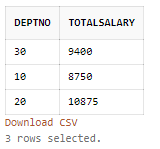 DEPTNO TOTALSALARY
30 9400
10 8750
20 10875
Download CSV
3 rows selected.